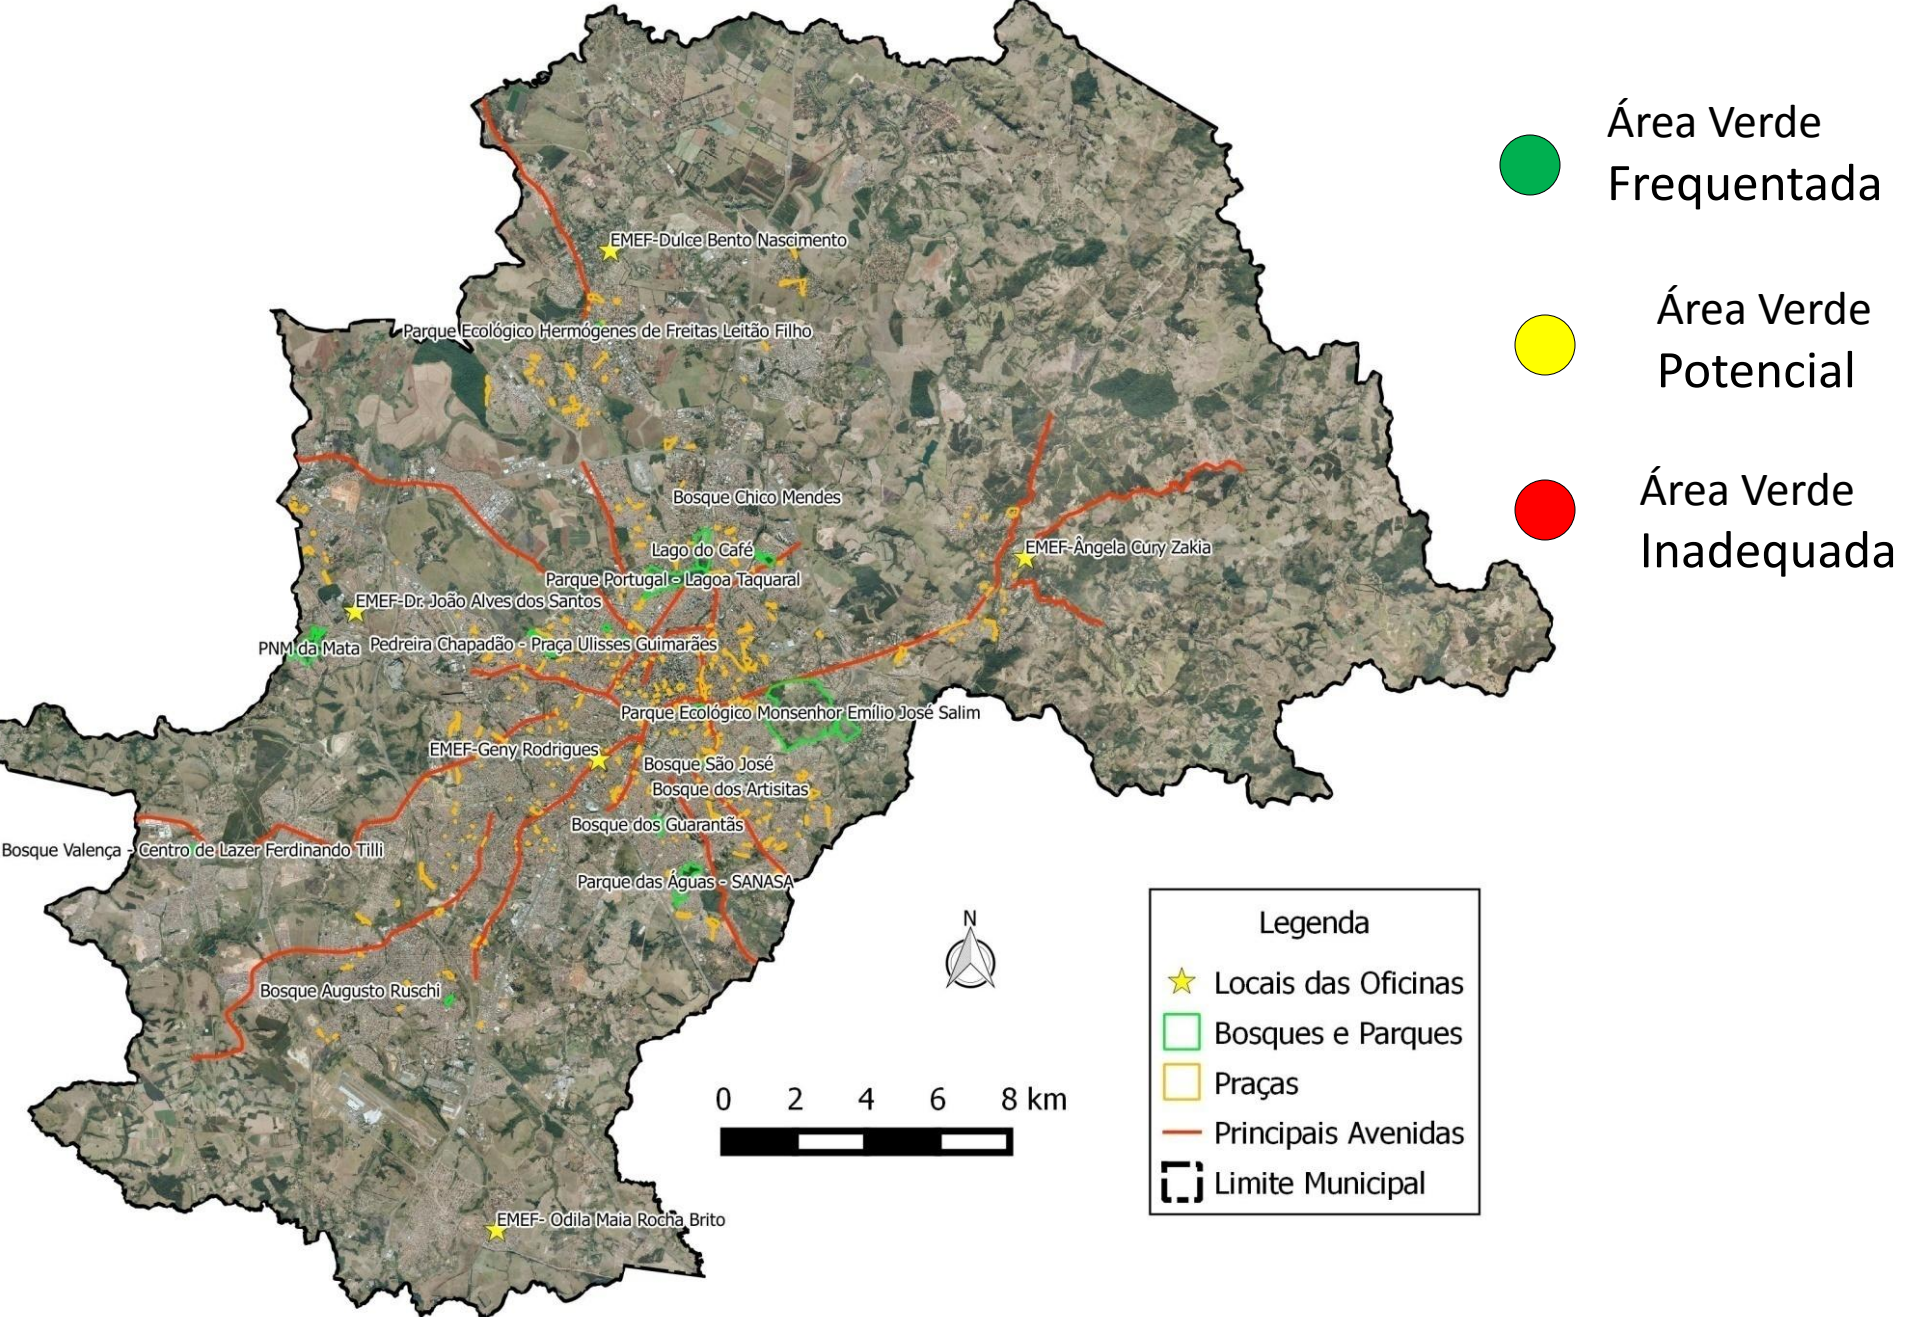 Área Verde
Frequentada
Área Verde
Potencial
Área Verde
Inadequada
EMEF-Dulce Bento Nascimento
Parque Ecológico Hermógenes de Freitas Leitão Filho
Bosque Chico Mendes
Lago do Café
EMEF-Ângela Cury Zakia
Parque Portugal - Lagoa Taquaral
EMEF-Dr. João Alves dos Santos
PNM da Mata
Pedreira Chapadão - Praça Ulisses Guimarães
Parque Ecológico Monsenhor Emílio José Salim
EMEF-Geny Rodrigues
Bosque São José
Bosque dos Artisitas
Bosque dos Guarantãs
Bosque Valença - Centro de Lazer Ferdinando Tilli
Parque das Águas - SANASA
Bosque Augusto Ruschi
EMEF- Odila Maia Rocha Brito
N
0 2 4 6 8 km
Legenda
Locais das Oficinas
Bosques e Parques
Praças
Principais Avenidas
Limite Municipal